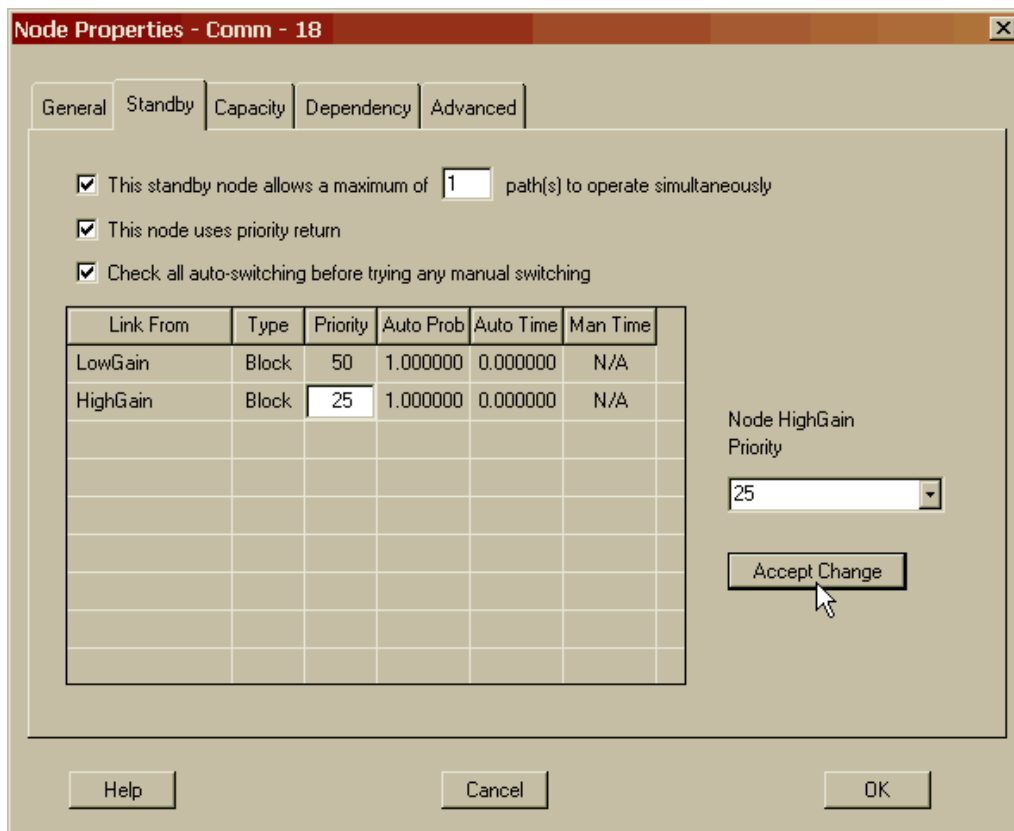 Node Properties - Comm - 18
General Standby Capacity Dependency Advanced
This standby node allows a maximum of 1 path(s) to operate simultaneously
This node uses priority return
Check all auto-switching before trying any manual switching
Link From Type Priority Auto Prob Auto Time Man Time
LowGain Block 50 1.000000 0.000000 N/A
HighGain Block 25 1.000000 0.000000 N/A
Node HighGain
Priority
25
Accept Change
Help Cancel OK